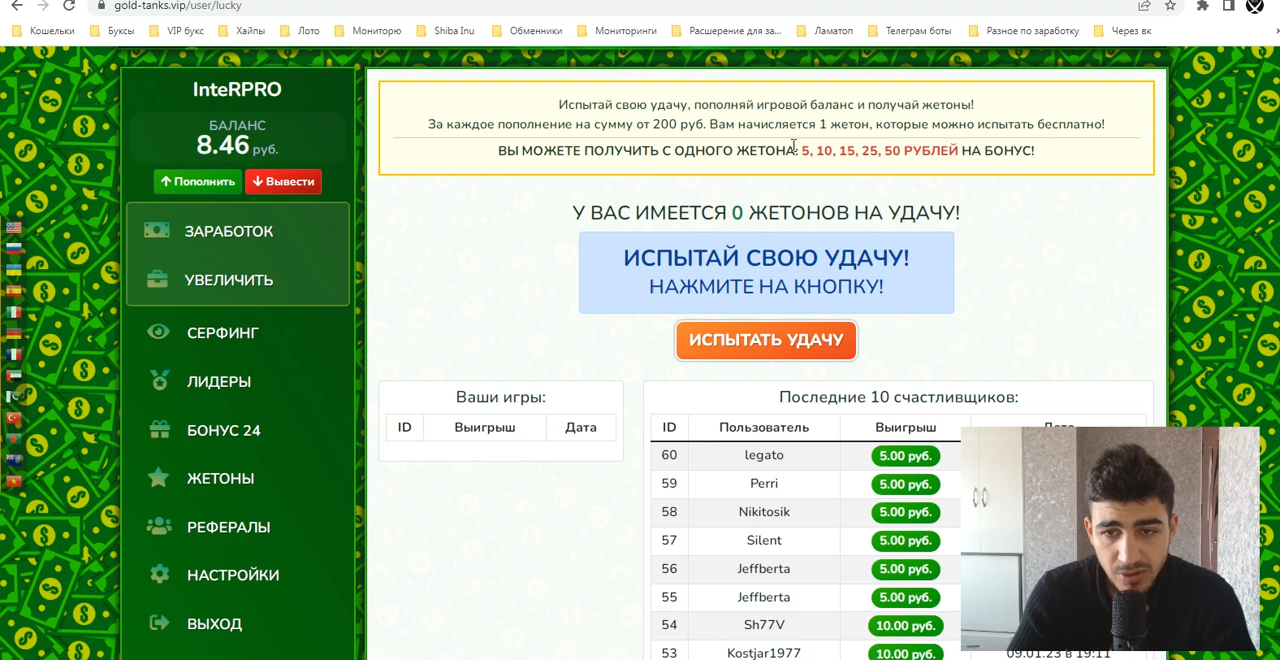 gold-tanks.vip/user/lucky
Кошельки Буксы VIP букс Хайпы Лото Мониторю Shiba Inu Обменники Мониторинги Расширение для за... Ламатоп Телеграм боты Разное по заработку Через вк
InteRPRO
БАЛАНС
8.46 руб.
Пополнить Вывести
ЗАРАБОТОК
УВЕЛИЧИТЬ
СЕРФИНГ
ЛИДЕРЫ
БОНУС 24
ЖЕТОНЫ
РЕФЕРАЛЫ
НАСТРОЙКИ
ВЫХОД
Испытай свою удачу, пополняй игровой баланс и получай жетоны!
За каждое пополнение на сумму от 200 руб. Вам начисляется 1 жетон, которые можно испытать бесплатно!
ВЫ МОЖЕТЕ ПОЛУЧИТЬ С ОДНОГО ЖЕТОНА: 5, 10, 15, 25, 50 РУБЛЕЙ НА БОНУС!
У ВАС ИМЕЕТСЯ 0 ЖЕТОНОВ НА УДАЧУ!
ИСПЫТАЙ СВОЮ УДАЧУ!
НАЖМИТЕ НА КНОПКУ!
ИСПЫТАТЬ УДАЧУ
Ваши игры:
ID Выигрыш Дата
Последние 10 счастливщиков:
ID Пользователь Выигрыш
60 legato 5.00 руб.
59 Perri 5.00 руб.
58 Nikitosik 5.00 руб.
57 Silent 5.00 руб.
56 Jeffberta 5.00 руб.
55 Jeffberta 5.00 руб.
54 Sh77V 10.00 руб.
53 Kostjar1977 10.00 руб. 09.01.23 в 19:11